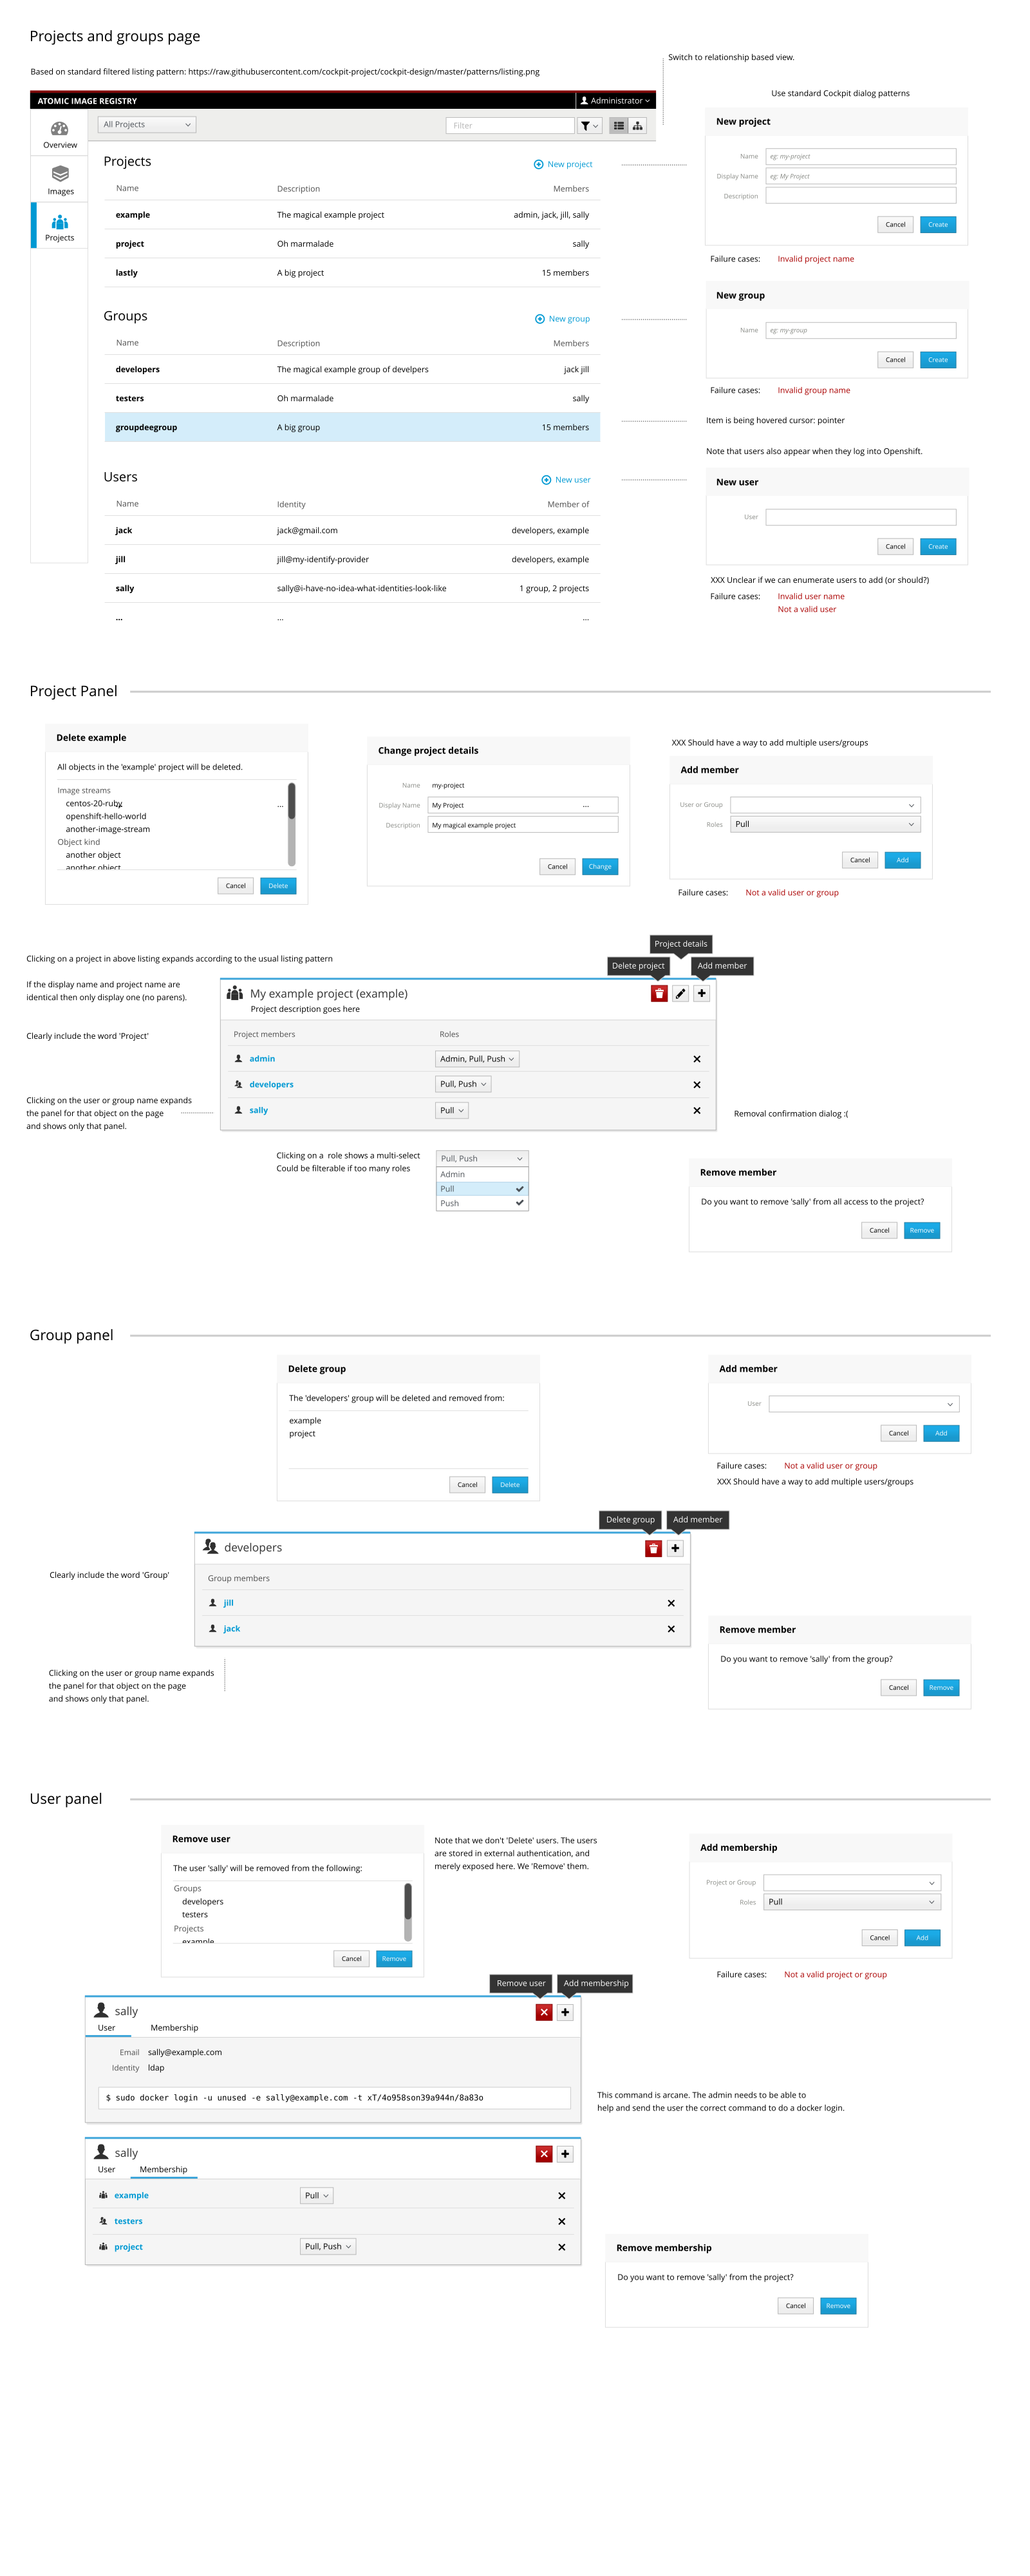 Projects and groups page
Switch to relationship based view.
Based on standard filtered listing pattern: https://raw.githubusercontent.com/cockpit-project/cockpit-design/master/patterns/listing.png
Use standard Cockpit dialog patterns
ATOMIC IMAGE REGISTRY
Administrator
All Projects
Filter
Overview
Images
Projects
Projects
New project
Name Description Members
example The magical example project admin, jack, jill, sally
project Oh marmalade sally
lastly A big project 15 members
Groups
New group
Name Description Members
developers The magical example group of develpers jack jill
testers Oh marmalade sally
groupdeegroup A big group 15 members
Users
New user
Name Identity Member of
jack jack@gmail.com developers, example
jill jill@my-identify-provider developers, example
sally sally@i-have-no-idea-what-identities-look-like 1 group, 2 projects
... ... ...
New project
Name eg: my-project
Display Name eg: My Project
Description
Cancel Create
Failure cases: Invalid project name
New group
Name eg: my-group
Cancel Create
Failure cases: Invalid group name
Item is being hovered cursor: pointer
Note that users also appear when they log into Openshift.
New user
User
Cancel Create
XXX Unclear if we can enumerate users to add (or should?)
Failure cases: Invalid user name
Not a valid user
Project Panel
Delete example
All objects in the 'example' project will be deleted.
Image streams
centos-20-ruby ...
openshift-hello-world
another-image-stream
Object kind
another object
another object
Cancel Delete
Change project details
Name my-project
Display Name My Project ...
Description My magical example project
Cancel Change
XXX Should have a way to add multiple users/groups
Add member
User or Group
Roles Pull
Cancel Add
Failure cases: Not a valid user or group
Clicking on a project in above listing expands according to the usual listing pattern
If the display name and project name are
identical then only display one (no parens).
Clearly include the word 'Project'
Clicking on the user or group name expands
the panel for that object on the page
and shows only that panel.
Project details
Delete project Add member
My example project (example)
Project description goes here
Project members Roles
admin Admin, Pull, Push
developers Pull, Push
sally Pull
Removal confirmation dialog :(
Clicking on a  role shows a multi-select
Could be filterable if too many roles
Pull, Push
Admin
Pull
Push
Remove member
Do you want to remove 'sally' from all access to the project?
Cancel Remove
Group panel
Delete group
The 'developers' group will be deleted and removed from:
example
project
Cancel Delete
Add member
User
Cancel Add
Failure cases: Not a valid user or group
XXX Should have a way to add multiple users/groups
Delete group Add member
developers
Group members
jill
jack
Clearly include the word 'Group'
Clicking on the user or group name expands
the panel for that object on the page
and shows only that panel.
Remove member
Do you want to remove 'sally' from the group?
Cancel Remove
User panel
Remove user
The user 'sally' will be removed from the following:
Groups
developers
testers
Projects
example
Cancel Remove
Note that we don't 'Delete' users. The users
are stored in external authentication, and
merely exposed here. We 'Remove' them.
Add membership
Project or Group
Roles Pull
Cancel Add
Failure cases: Not a valid project or group
Remove user Add membership
sally
User Membership
Email sally@example.com
Identity ldap
$ sudo docker login -u unused -e sally@example.com -t xT/4o958son39a944n/8a83o
This command is arcane. The admin needs to be able to
help and send the user the correct command to do a docker login.
sally
User Membership
example Pull
testers
project Pull, Push
Remove membership
Do you want to remove 'sally' from the project?
Cancel Remove